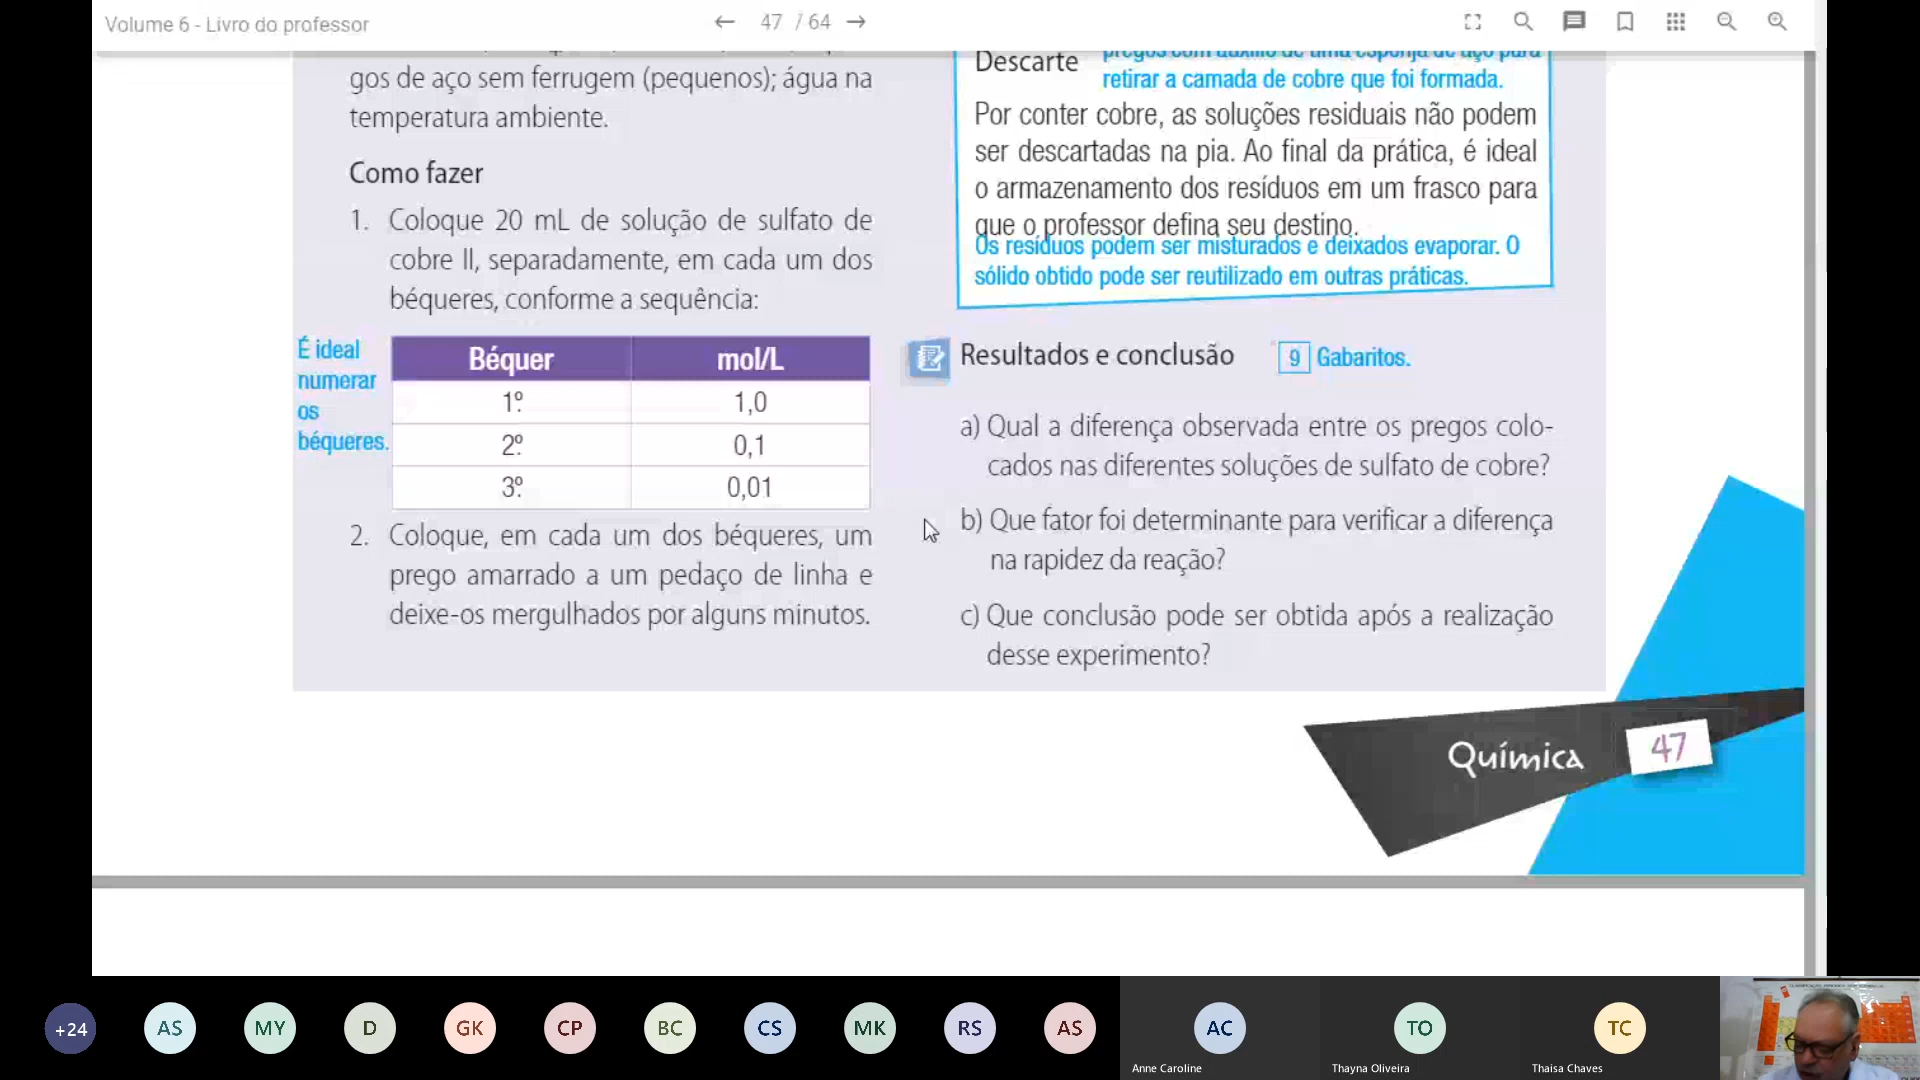 Volume 6 - Livro do professor
47 / 64
gos de aço sem ferrugem (pequenos); água na
temperatura ambiente.
Como fazer
1. Coloque 20 mL de solução de sulfato de
cobre II, separadamente, em cada um dos
béqueres, conforme a sequência:
É ideal
numerar
os
béqueres.
Béquer mol/L
1º. 1,0
2º. 0,1
3º. 0,01
2. Coloque, em cada um dos béqueres, um
prego amarrado a um pedaço de linha e
deixe-os mergulhados por alguns minutos.
pregos com auxílio de uma esponja de aço para
Descarte
retirar a camada de cobre que foi formada.
Por conter cobre, as soluções residuais não podem
ser descartadas na pia. Ao final da prática, é ideal
o armazenamento dos resíduos em um frasco para
que o professor defina seu destino.
Os resíduos podem ser misturados e deixados evaporar. O
sólido obtido pode ser reutilizado em outras práticas.
Resultados e conclusão 9 Gabaritos.
a) Qual a diferença observada entre os pregos colo-
cados nas diferentes soluções de sulfato de cobre?
b) Que fator foi determinante para verificar a diferença
na rapidez da reação?
c) Que conclusão pode ser obtida após a realização
desse experimento?
Química 47
+24 AS MY D GK CP BC CS MK RS AS AC TO TC
Anne Caroline Thayna Oliveira Thaisa Chaves